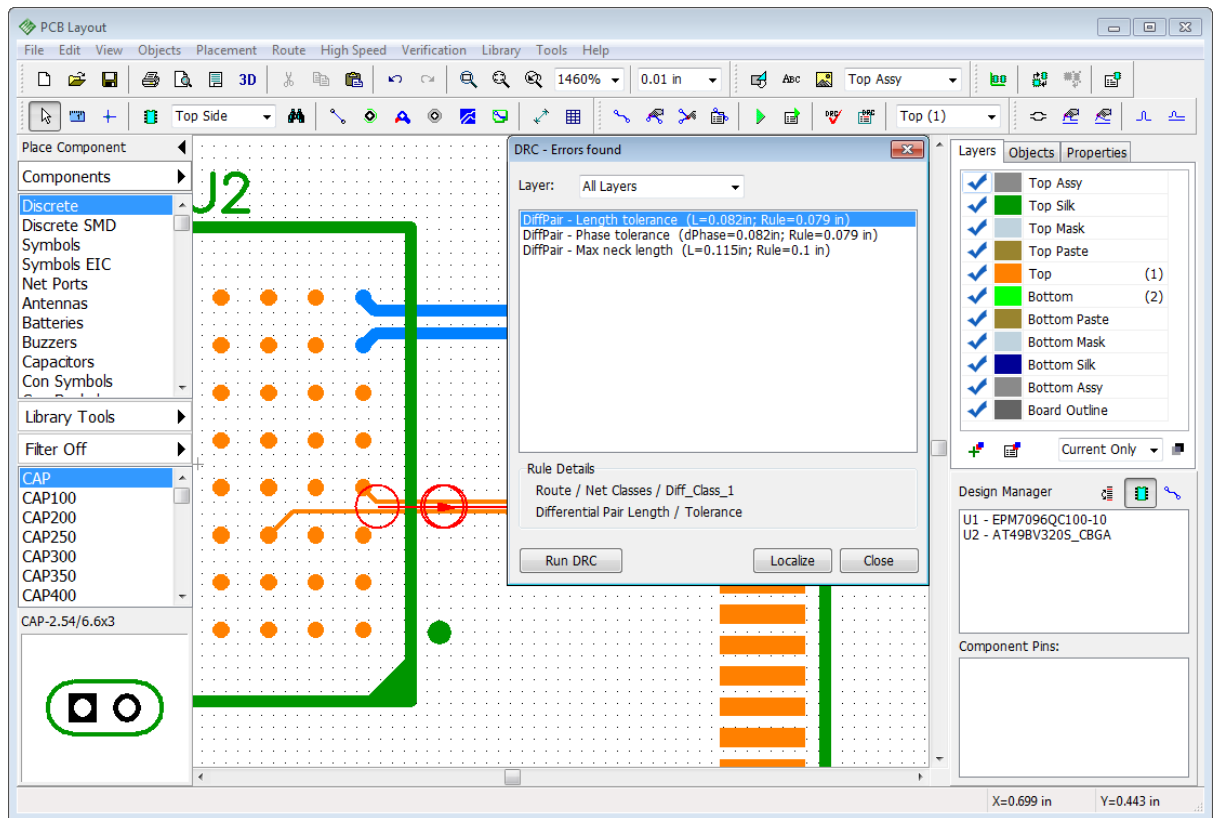 PCB Layout
File Edit View Objects Placement Route High Speed Verification Library Tools Help
3D 1460% 0.01 in ABC Top Assy
Top Side DRC DRC Top (1)
Place Component
Components
Discrete
Discrete SMD
Symbols
Symbols EIC
Net Ports
Antennas
Batteries
Buzzers
Capacitors
Con Symbols
Library Tools
Filter Off
CAP
CAP100
CAP200
CAP250
CAP300
CAP350
CAP400
CAP-2.54/6.6x3
U2
DRC - Errors found
Layer: All Layers
DiffPair - Length tolerance (L=0.082in; Rule=0.079 in)
DiffPair - Phase tolerance (dPhase=0.082in; Rule=0.079 in)
DiffPair - Max neck length (L=0.115in; Rule=0.1 in)
Rule Details
Route / Net Classes / Diff_Class_1
Differential Pair Length / Tolerance
Run DRC Localize Close
Layers Objects Properties
Top Assy
Top Silk
Top Mask
Top Paste
Top (1)
Bottom (2)
Bottom Paste
Bottom Mask
Bottom Silk
Bottom Assy
Board Outline
Current Only
Design Manager
U1 - EPM7096QC100-10
U2 - AT49BV320S_CBGA
Component Pins:
X=0.699 in Y=0.443 in